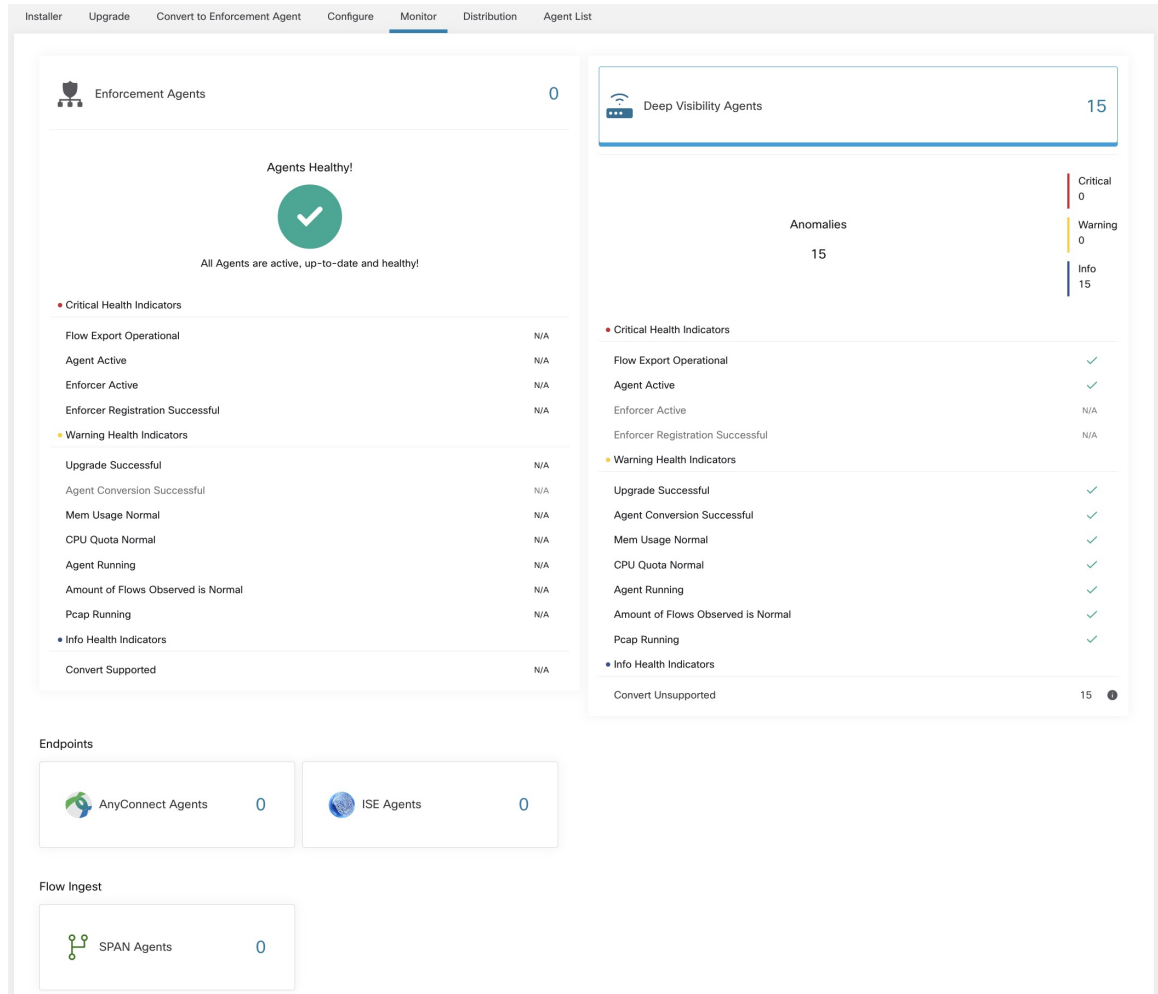 Installer Upgrade Convert to Enforcement Agent Configure Monitor Distribution Agent List
Enforcement Agents 0
Agents Healthy!
All Agents are active, up-to-date and healthy!
Critical Health Indicators
Flow Export Operational N/A
Agent Active N/A
Enforcer Active N/A
Enforcer Registration Successful N/A
Warning Health Indicators
Upgrade Successful N/A
Agent Conversion Successful N/A
Mem Usage Normal N/A
CPU Quota Normal N/A
Agent Running N/A
Amount of Flows Observed is Normal N/A
Pcap Running N/A
Info Health Indicators
Convert Supported N/A
Deep Visibility Agents 15
Anomalies
15
Critical
0
Warning
0
Info
15
Critical Health Indicators
Flow Export Operational
Agent Active
Enforcer Active N/A
Enforcer Registration Successful N/A
Warning Health Indicators
Upgrade Successful
Agent Conversion Successful
Mem Usage Normal
CPU Quota Normal
Agent Running
Amount of Flows Observed is Normal
Pcap Running
Info Health Indicators
Convert Unsupported 15
Endpoints
AnyConnect Agents 0
ISE Agents 0
Flow Ingest
SPAN Agents 0